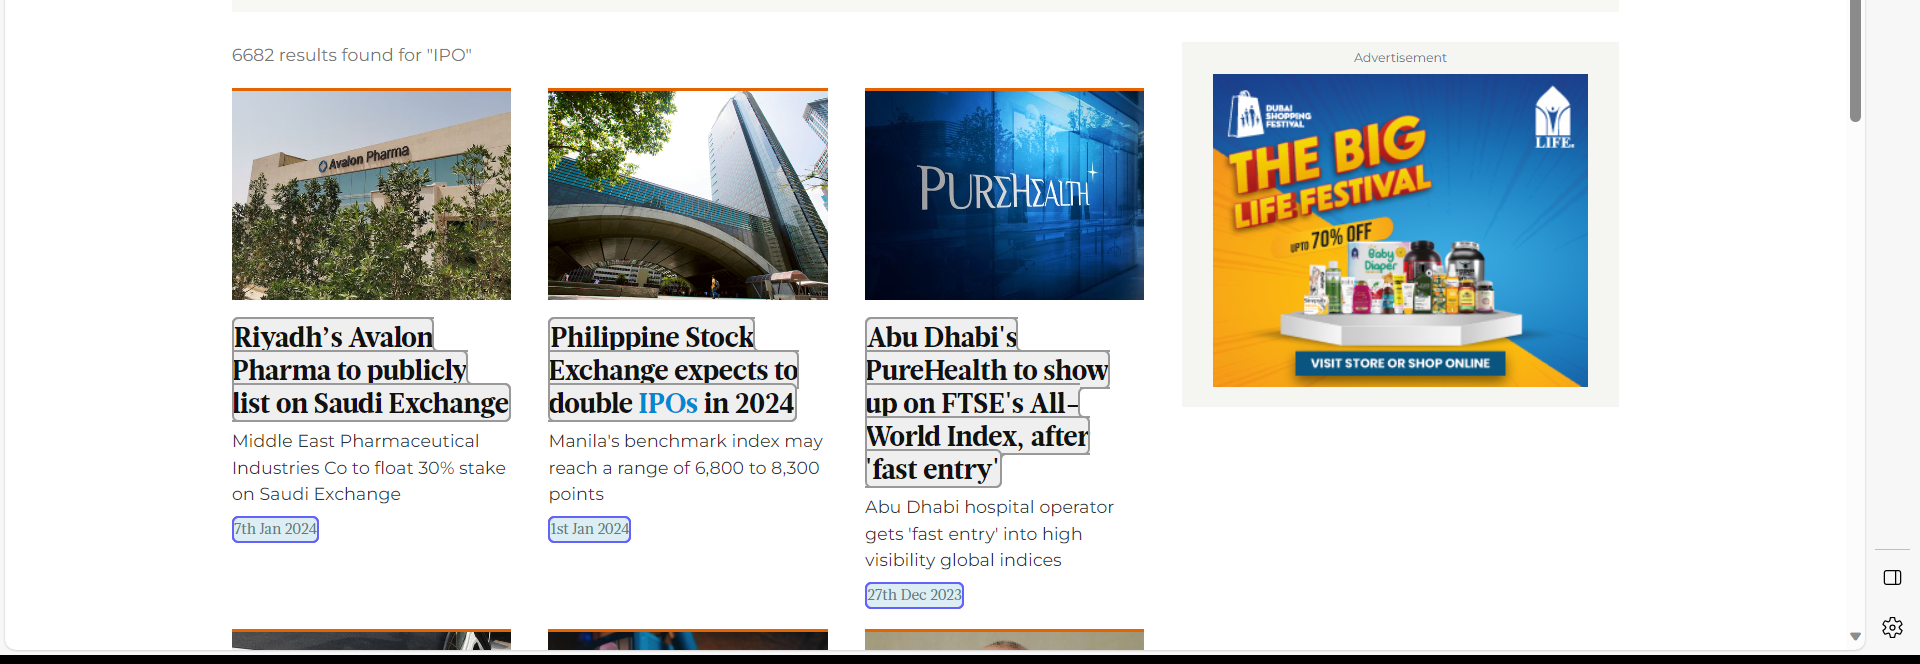 6682 results found for "IPO"
Avalon Pharma
Riyadh’s Avalon
Pharma to publicly
list on Saudi Exchange
Middle East Pharmaceutical
Industries Co to float 30% stake
on Saudi Exchange
7th Jan 2024
Philippine Stock
Exchange expects to
double IPOs in 2024
Manila's benchmark index may
reach a range of 6,800 to 8,300
points
1st Jan 2024
PUREHEALTH
Abu Dhabi's
PureHealth to show
up on FTSE's All-
World Index, after
'fast entry'
Abu Dhabi hospital operator
gets 'fast entry' into high
visibility global indices
27th Dec 2023
Advertisement
DUBAI
SHOPPING
FESTIVAL
LIFE.
THE BIG
LIFE FESTIVAL
UPTO 70% OFF
Baby
Diaper
VISIT STORE OR SHOP ONLINE